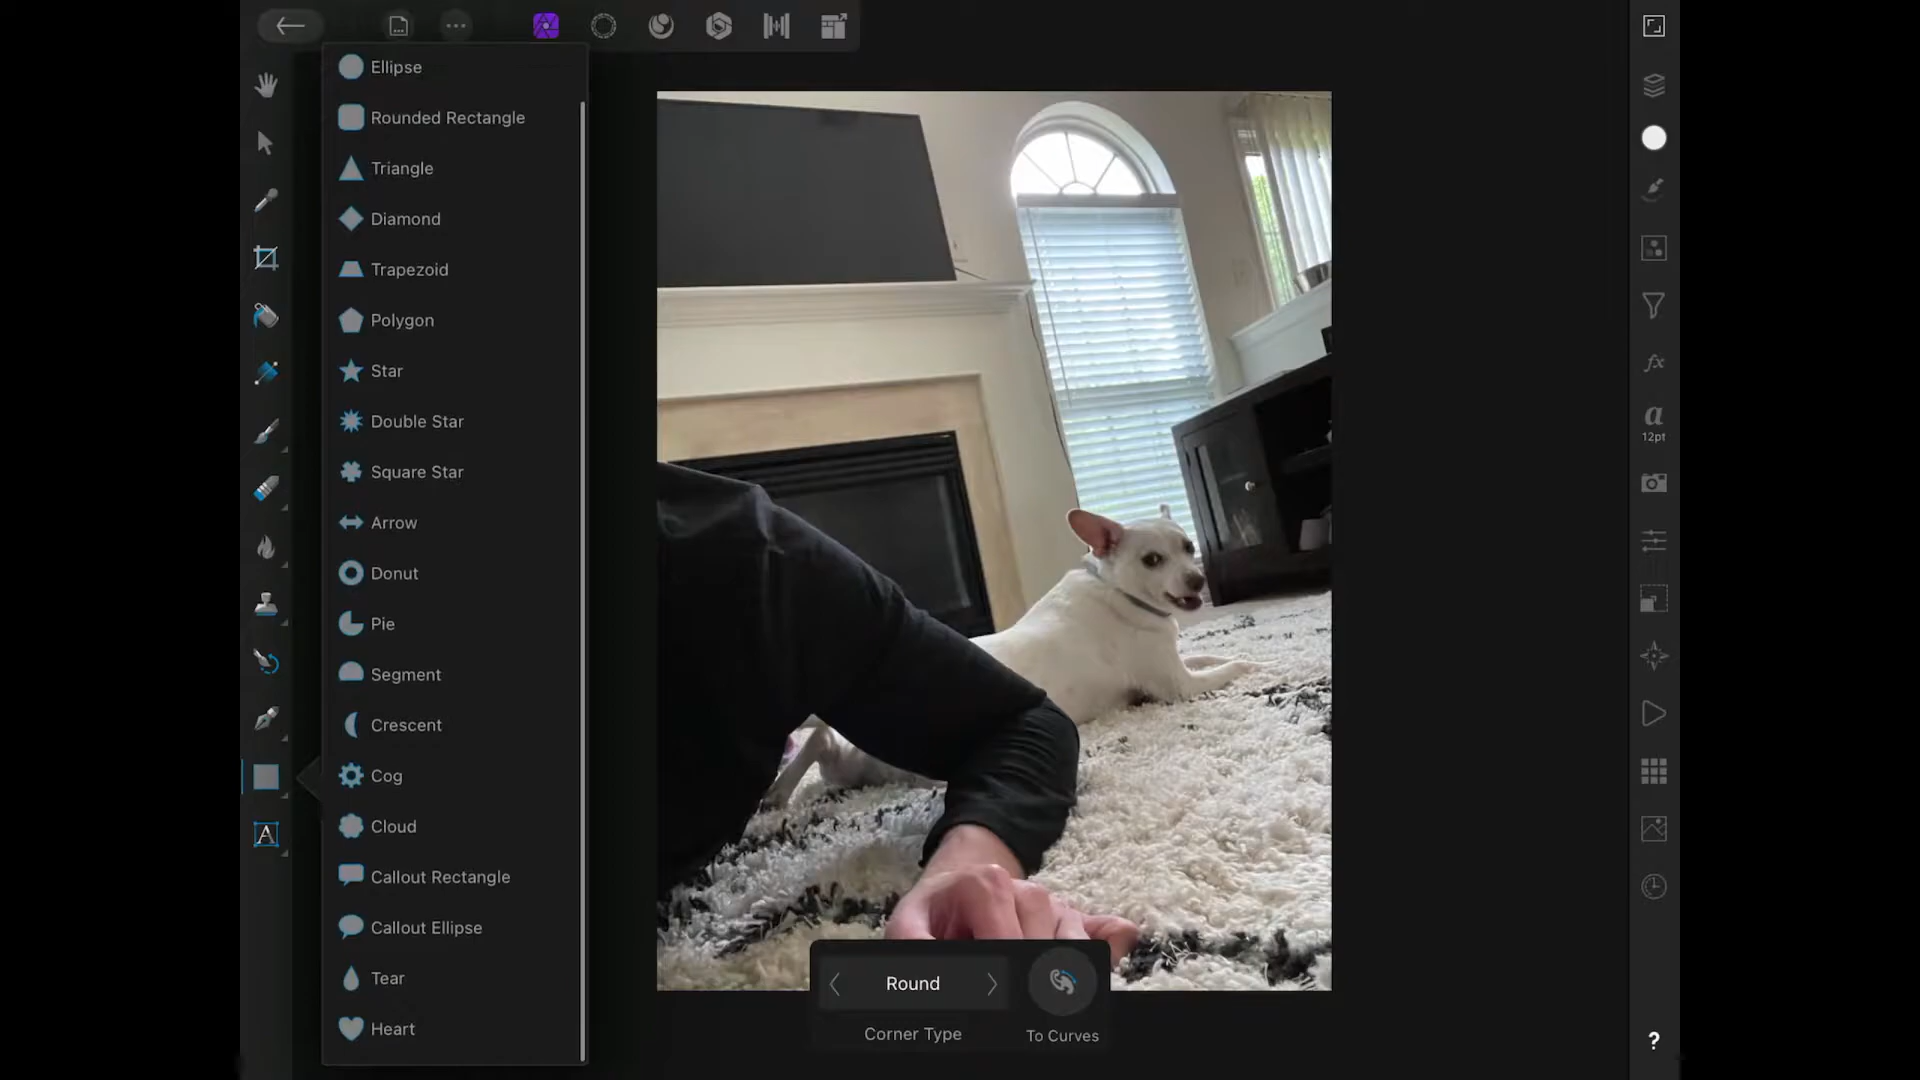 Ellipse
Rounded Rectangle
Triangle
Diamond
Trapezoid
Polygon
Star
Double Star
Square Star
Arrow
Donut
Pie
Segment
Crescent
Cog
Cloud
Callout Rectangle
Callout Ellipse
Tear
Heart
A
fx
a
12pt
Round
Corner Type
To Curves
?